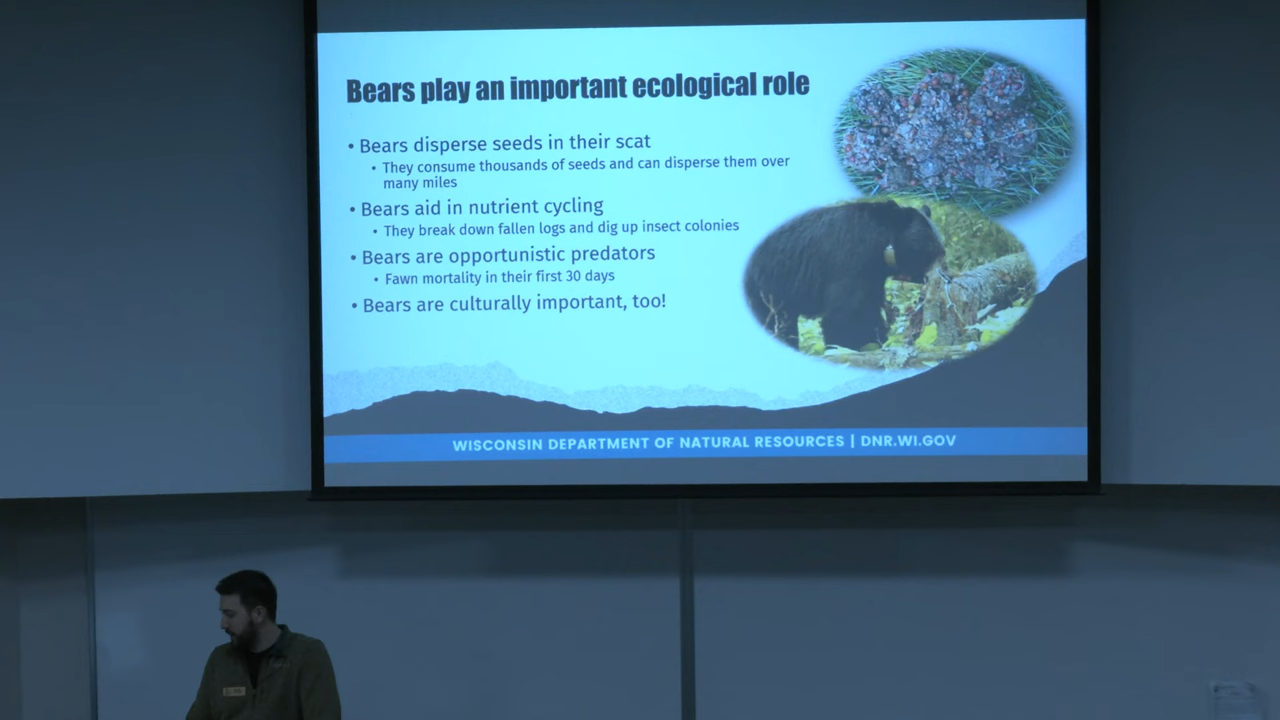 Bears play an important ecological role
• Bears disperse seeds in their scat
• They consume thousands of seeds and can disperse them over
many miles
• Bears aid in nutrient cycling
• They break down fallen logs and dig up insect colonies
• Bears are opportunistic predators
• Fawn mortality in their first 30 days
• Bears are culturally important, too!
WISCONSIN DEPARTMENT OF NATURAL RESOURCES | DNR.WI.GOV